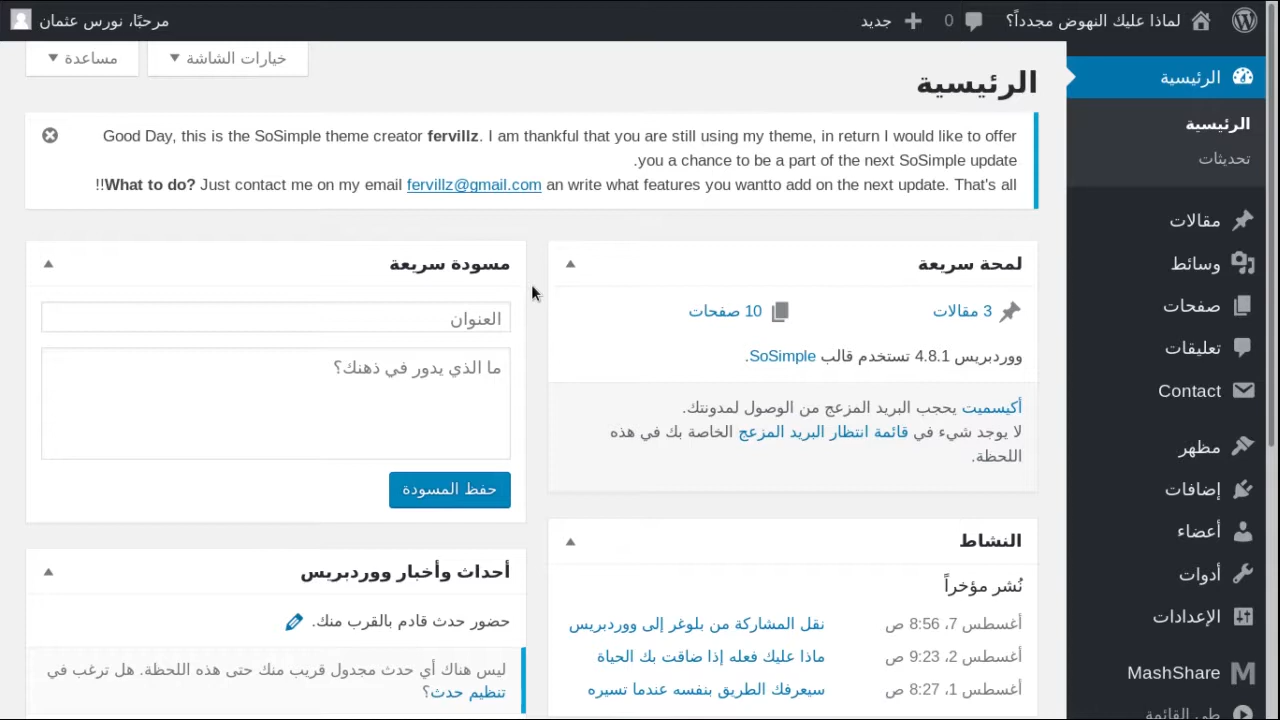 لماذا عليك النهوض مجدداً؟
0
جديد
مرحبًا، نورس عثمان
خيارات الشاشة
مساعدة
الرئيسية
Good Day, this is the SoSimple theme creator fervillz. I am thankful that you are still using my theme, in return I would like to offer
.you a chance to be a part of the next SoSimple update
!!What to do? Just contact me on my email fervillz@gmail.com an write what features you wantto add on the next update. That's all
لمحة سريعة
3 مقالات
10 صفحات
ووردبريس 4.8.1 تستخدم قالب SoSimple.
أكيسميت يحجب البريد المزعج من الوصول لمدونتك.
لا يوجد شيء في قائمة انتظار البريد المزعج الخاصة بك في هذه
اللحظة.
النشاط
نُشر مؤخراً
أغسطس 7، 8:56 ص
نقل المشاركة من بلوغر إلى ووردبريس
أغسطس 2، 9:23 ص
ماذا عليك فعله إذا ضاقت بك الحياة
أغسطس 1، 8:27 ص
سيعرفك الطريق بنفسه عندما تسيره
مسودة سريعة
العنوان
ما الذي يدور في ذهنك؟
حفظ المسودة
أحداث وأخبار ووردبريس
حضور حدث قادم بالقرب منك.
ليس هناك أي حدث مجدول قريب منك حتى هذه اللحظة. هل ترغب في
تنظيم حدث؟
الرئيسية
الرئيسية
تحديثات
مقالات
وسائط
صفحات
تعليقات
Contact
مظهر
إضافات
أعضاء
أدوات
الإعدادات
MashShare
طي القائمة